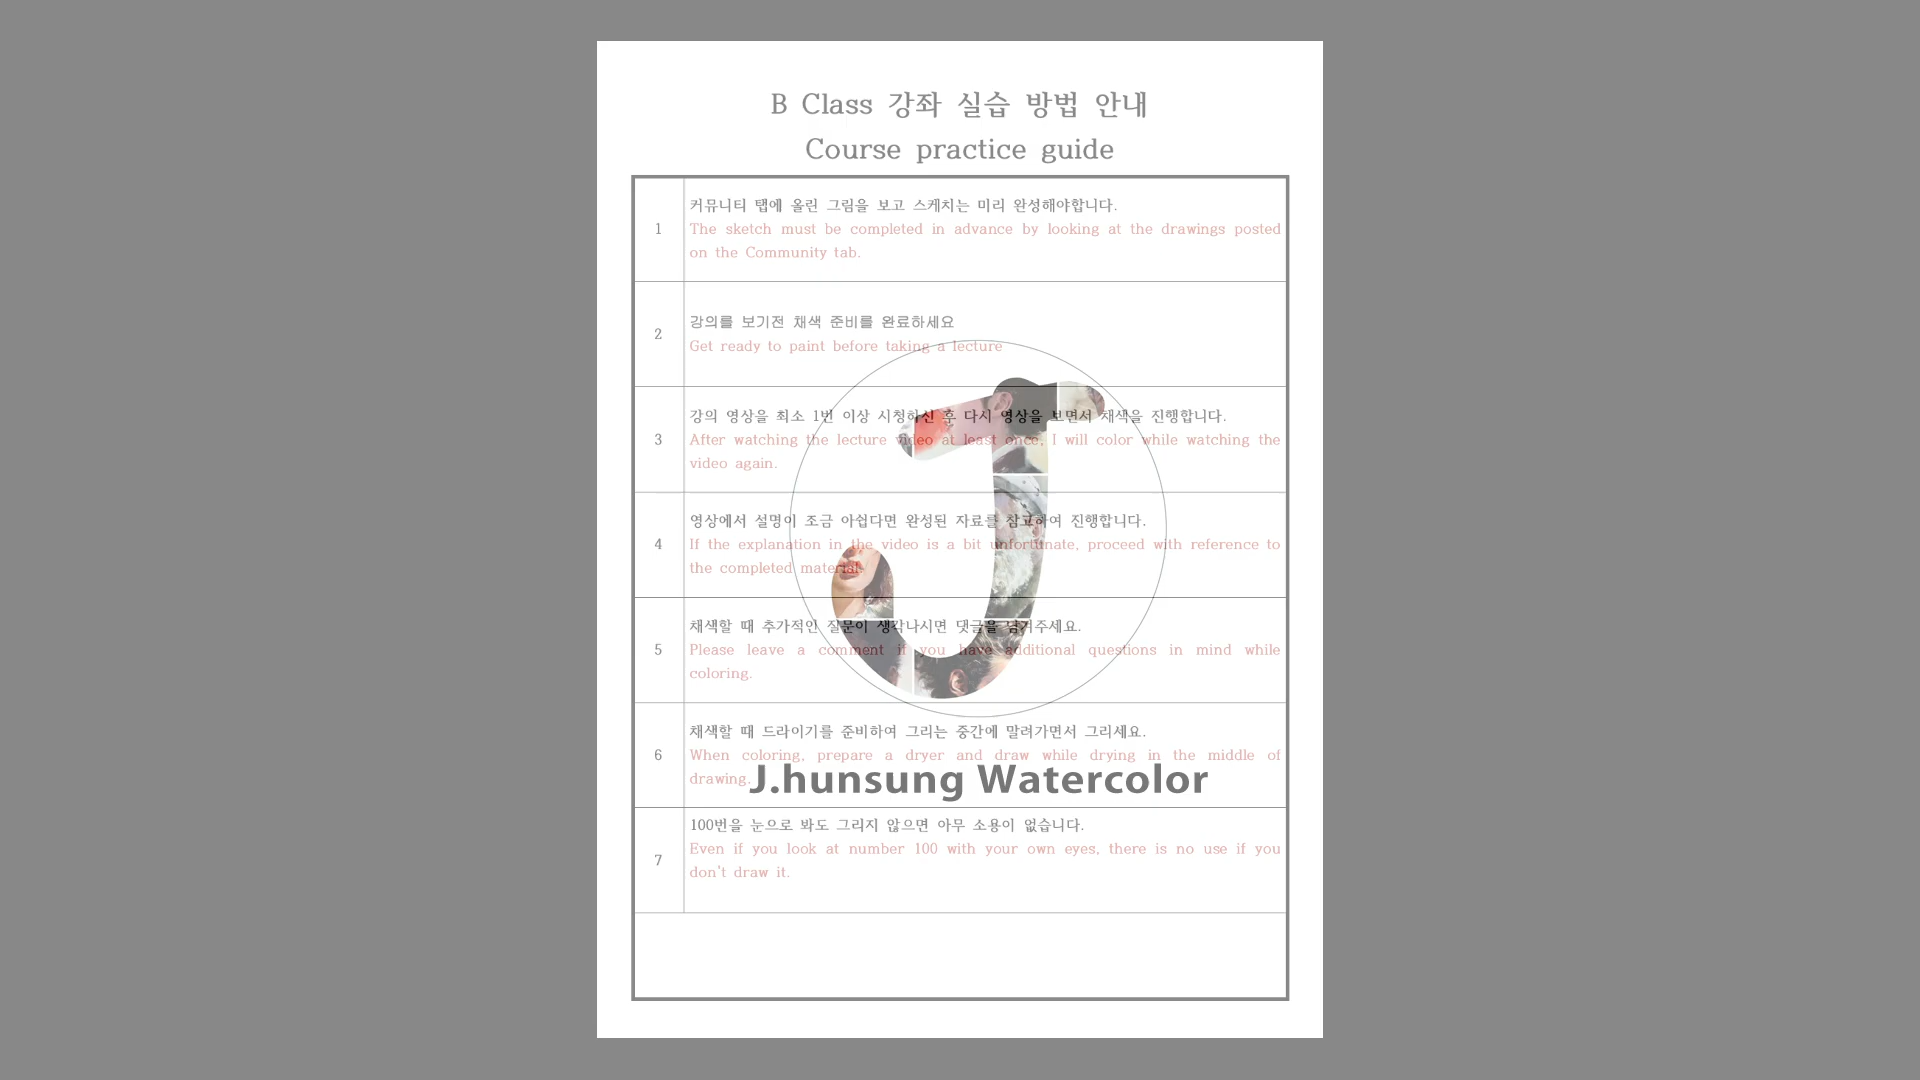 B Class 강좌 실습 방법 안내
Course practice guide
1
커뮤니티 탭에 올린 그림을 보고 스케치는 미리 완성해야합니다.
The sketch must be completed in advance by looking at the drawings posted
on the Community tab.
2
강의를 보기전 채색 준비를 완료하세요
Get ready to paint before taking a lecture
3
강의 영상을 최소 1번 이상 시청하신 후 다시 영상을 보면서 채색을 진행합니다.
After watching the lecture video at least once, I will color while watching the
video again.
4
영상에서 설명이 조금 아쉽다면 완성된 자료를 참고하여 진행합니다.
If the explanation in the video is a bit unfortunate, proceed with reference to
the completed material.
5
채색할 때 추가적인 질문이 생각나시면 댓글을 남겨주세요.
Please leave a comment if you have additional questions in mind while
coloring.
6
채색할 때 드라이기를 준비하여 그리는 중간에 말려가면서 그리세요.
When coloring, prepare a dryer and draw while drying in the middle of
drawing.
J.hunsung Watercolor
7
100번을 눈으로 봐도 그리지 않으면 아무 소용이 없습니다.
Even if you look at number 100 with your own eyes, there is no use if you
don't draw it.